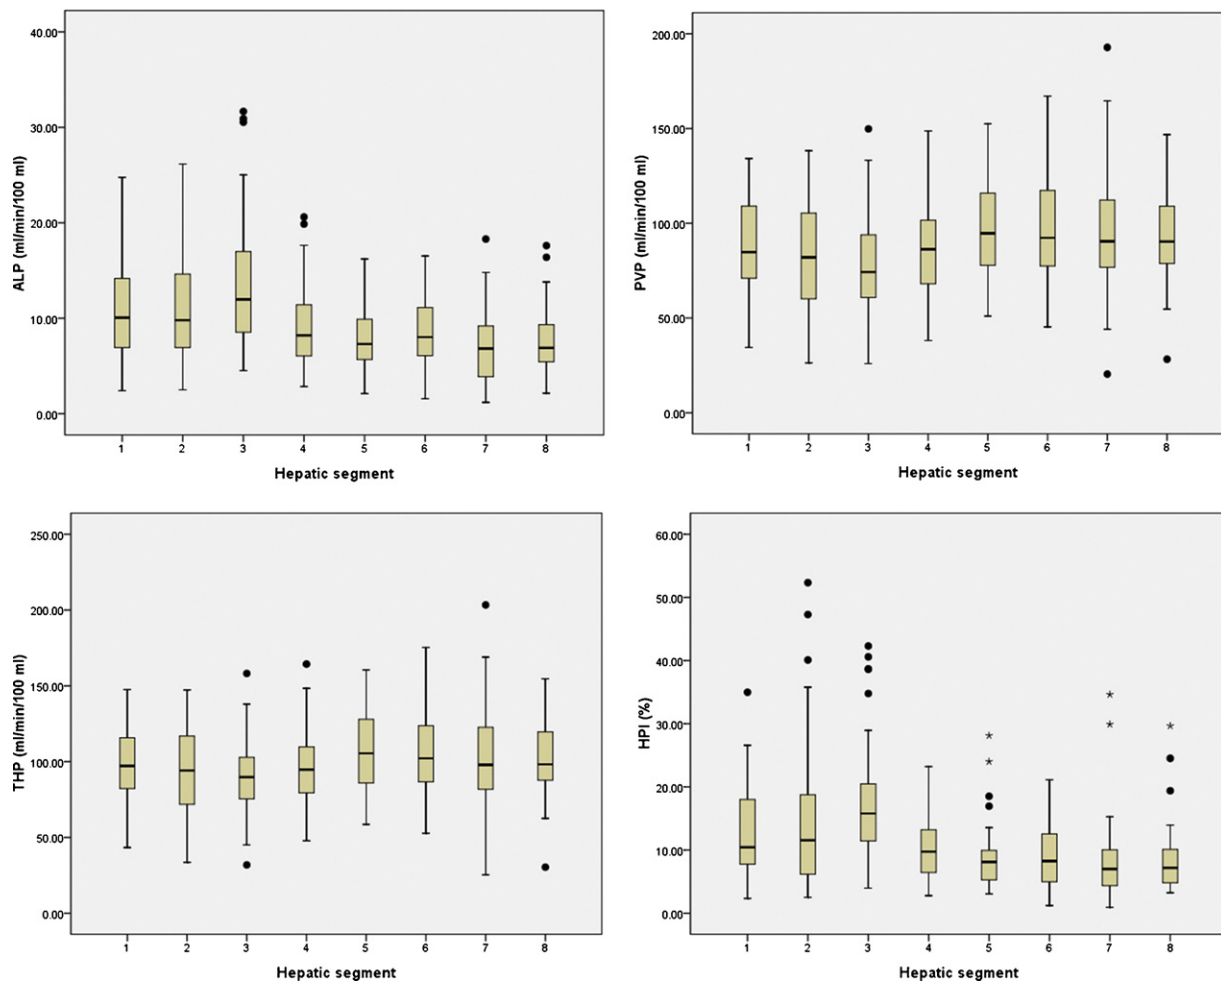 40.00
30.00
20.00
10.00
0.00
ALP (ml/min/100 ml)
1 2 3 4 5 6 7 8
Hepatic segment
200.00
150.00
100.00
50.00
0.00
PVP (ml/min/100 ml)
1 2 3 4 5 6 7 8
Hepatic segment
250.00
200.00
150.00
100.00
50.00
0.00
THP (ml/min/100 ml)
1 2 3 4 5 6 7 8
Hepatic segment
60.00
50.00
40.00
30.00
20.00
10.00
0.00
HPI (%)
1 2 3 4 5 6 7 8
Hepatic segment